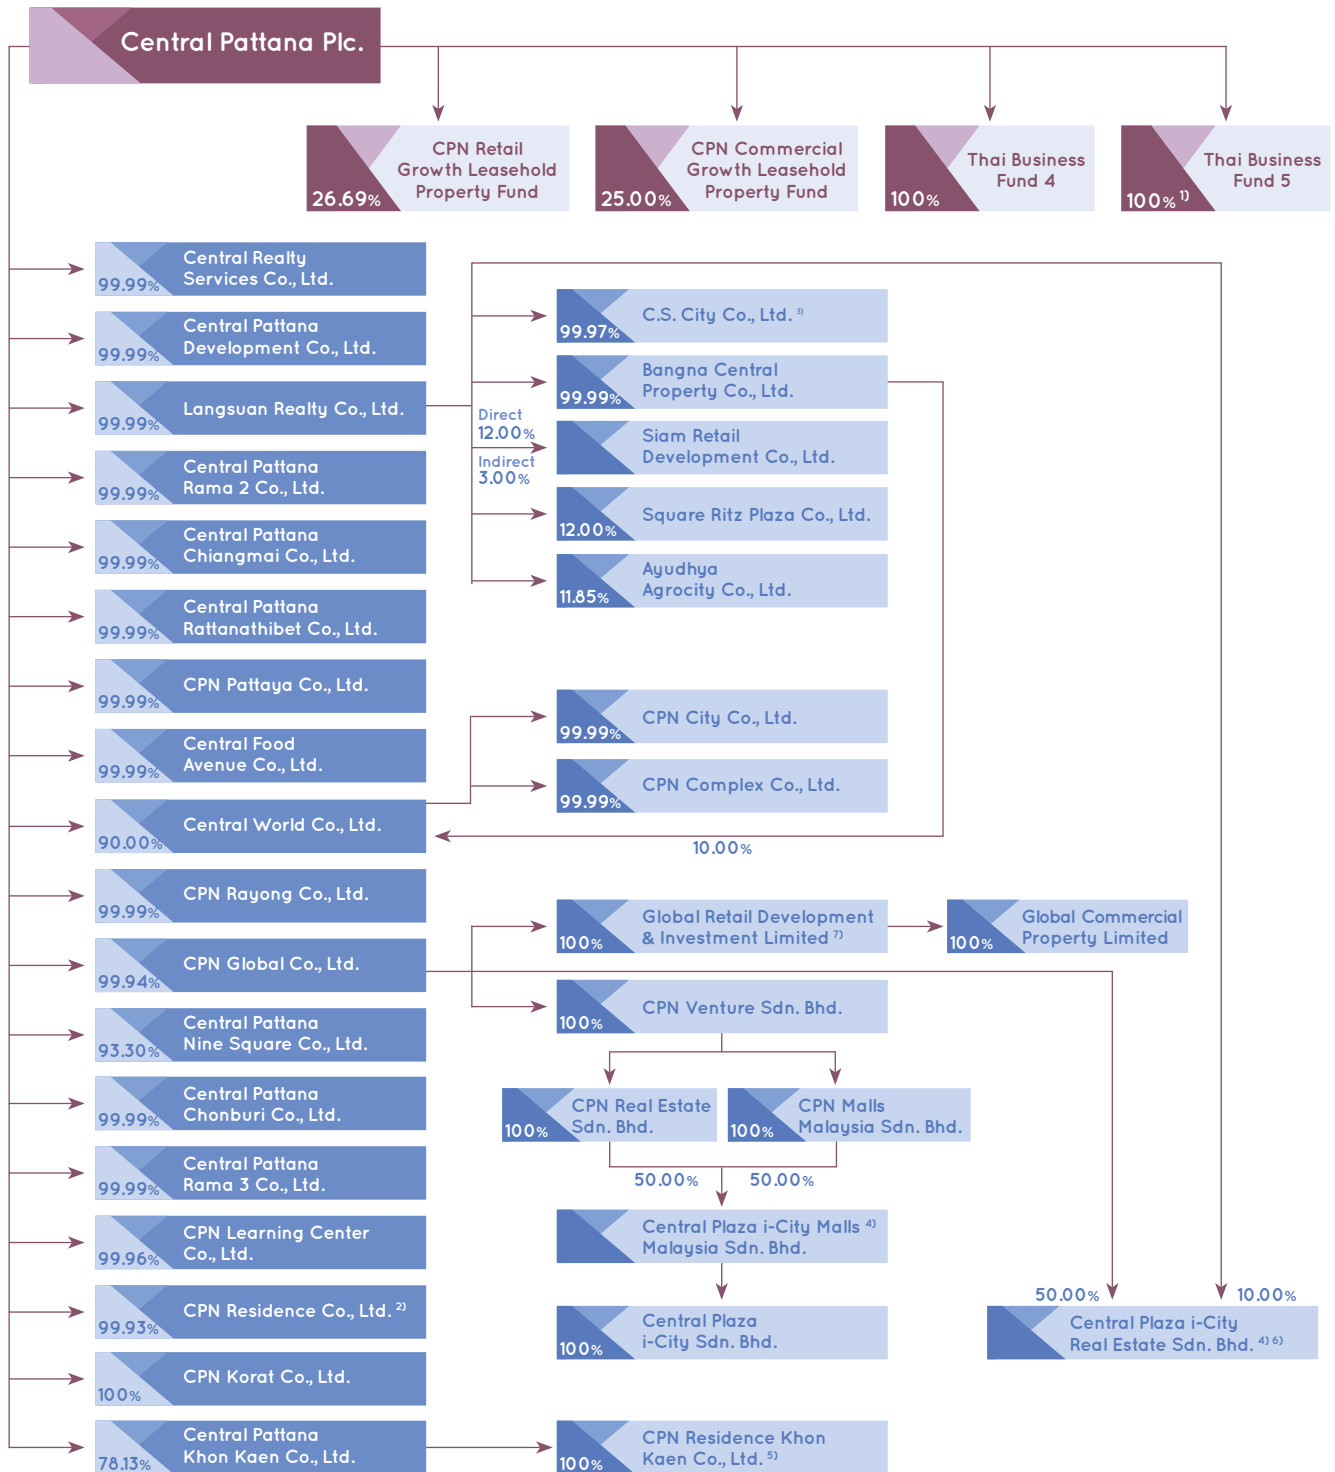 Central Pattana Plc.
CPN Retail
Growth Leasehold
Property Fund
26.69%
CPN Commercial
Growth Leasehold
Property Fund
25.00%
Thai Business
Fund 4
100%
Thai Business
Fund 5
100% 1)
Central Realty
Services Co., Ltd.
99.99%
Central Pattana
Development Co., Ltd.
99.99%
Langsuan Realty Co., Ltd.
99.99%
Central Pattana
Rama 2 Co., Ltd.
99.99%
Central Pattana
Chiangmai Co., Ltd.
99.99%
Central Pattana
Rattanathibet Co., Ltd.
99.99%
CPN Pattaya Co., Ltd.
99.99%
Central Food
Avenue Co., Ltd.
99.99%
Central World Co., Ltd.
90.00%
CPN Rayong Co., Ltd.
99.99%
CPN Global Co., Ltd.
99.94%
Central Pattana
Nine Square Co., Ltd.
93.30%
Central Pattana
Chonburi Co., Ltd.
99.99%
Central Pattana
Rama 3 Co., Ltd.
99.99%
CPN Learning Center
Co., Ltd.
99.96%
CPN Residence Co., Ltd. 2)
99.93%
CPN Korat Co., Ltd.
100%
Central Pattana
Khon Kaen Co., Ltd.
78.13%
C.S. City Co., Ltd. 3)
99.97%
Bangna Central
Property Co., Ltd.
99.99%
Direct
12.00%
Indirect
3.00%
Siam Retail
Development Co., Ltd.
Square Ritz Plaza Co., Ltd.
12.00%
Ayudhya
Agrocity Co., Ltd.
11.85%
CPN City Co., Ltd.
99.99%
CPN Complex Co., Ltd.
99.99%
10.00%
Global Retail Development
& Investment Limited 7)
100%
Global Commercial
Property Limited
100%
CPN Venture Sdn. Bhd.
100%
CPN Real Estate
Sdn. Bhd.
100%
CPN Malls
Malaysia Sdn. Bhd.
100%
50.00%
50.00%
Central Plaza i-City Malls 4)
Malaysia Sdn. Bhd.
Central Plaza
i-City Sdn. Bhd.
100%
50.00%
10.00%
Central Plaza i-City
Real Estate Sdn. Bhd. 4) 6)
CPN Residence Khon
Kaen Co., Ltd. 5)
100%